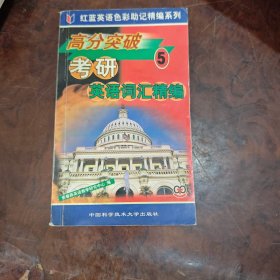 红蓝英语色彩助记精编系列
高分突破
考研
5
英语词汇精编
中国科学技术大学出版社